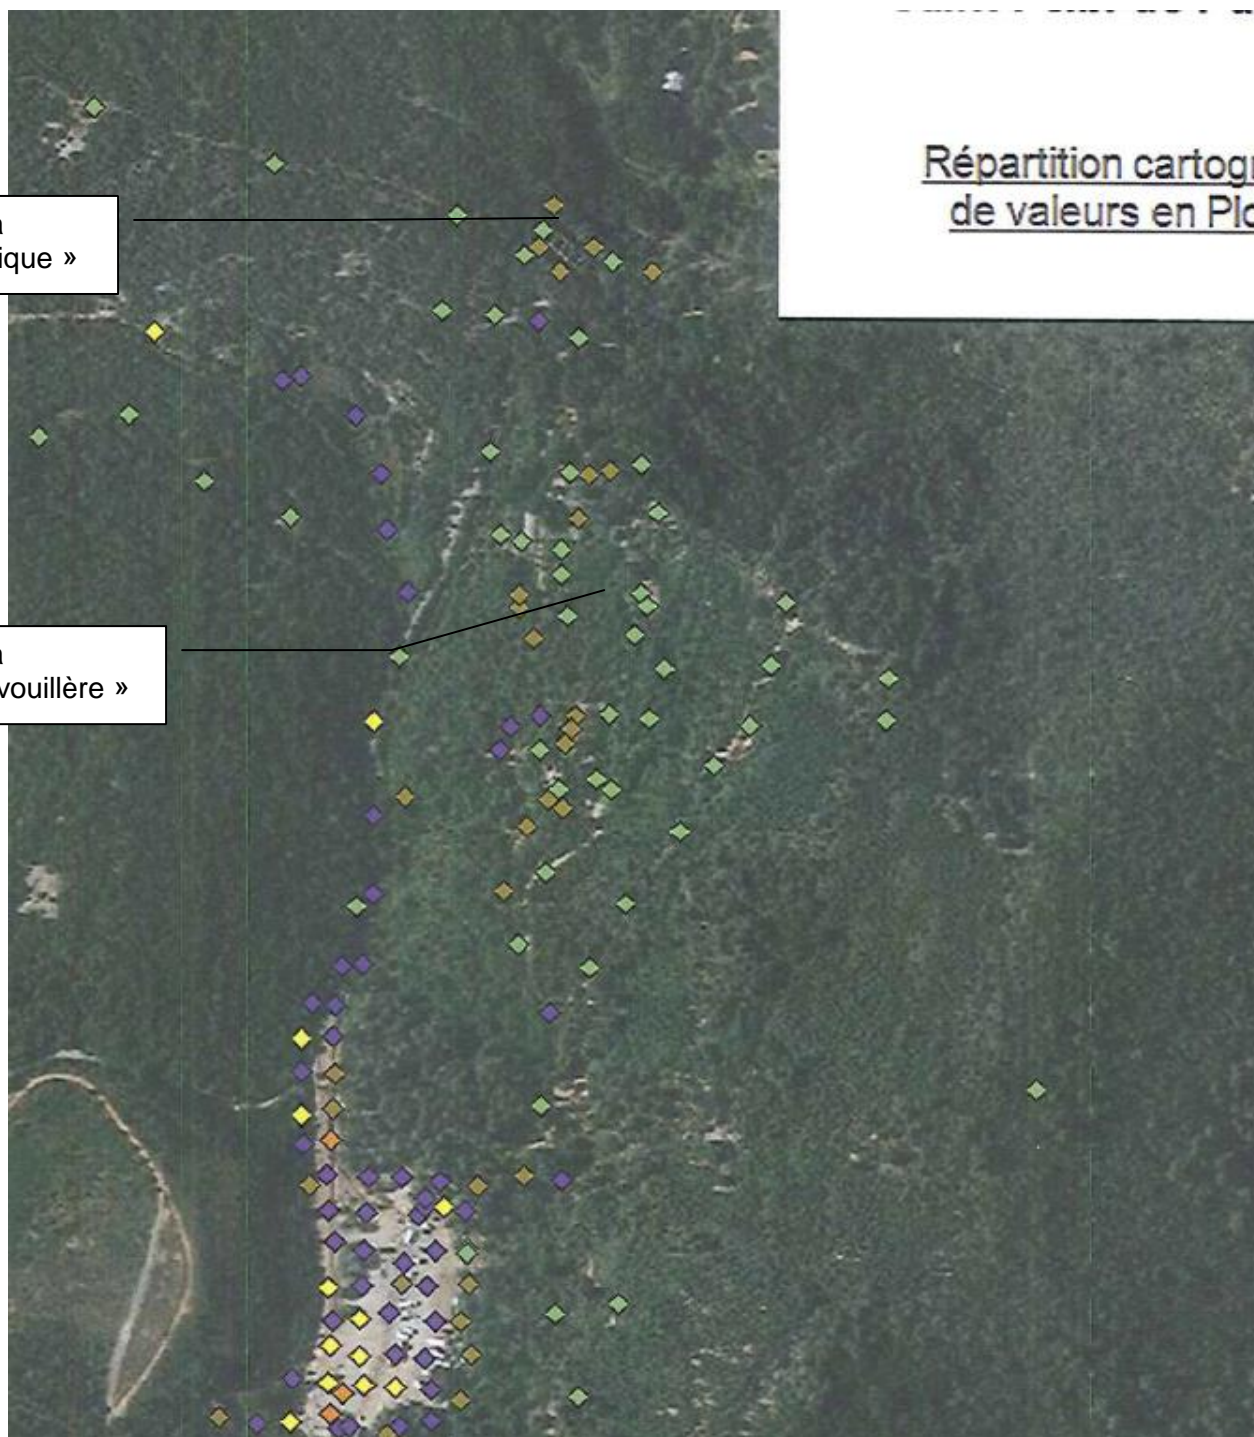 Répartition cartogr
de valeurs en Plo
ique »
vouillère »